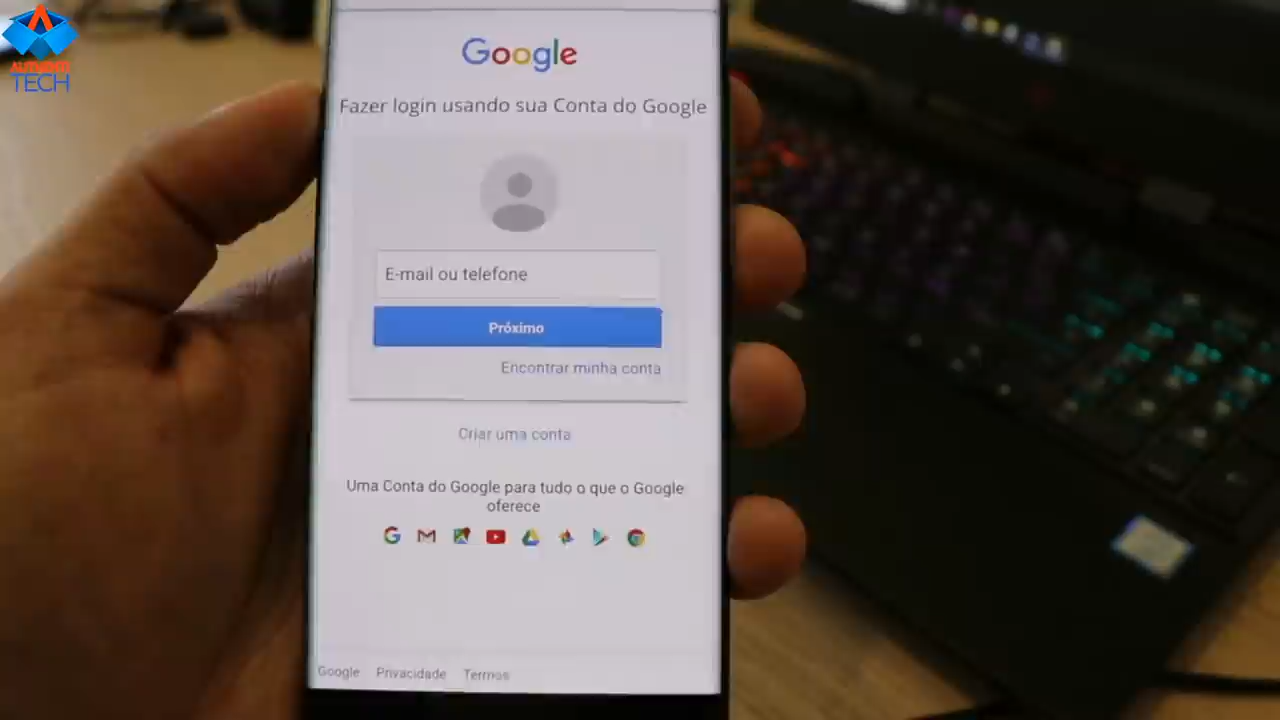 TECH
Google
Fazer login usando sua Conta do Google
E-mail ou telefone
Próximo
Encontrar minha conta
Criar uma conta
Uma Conta do Google para tudo o que o Google
oferece
Google Privacidade Termos